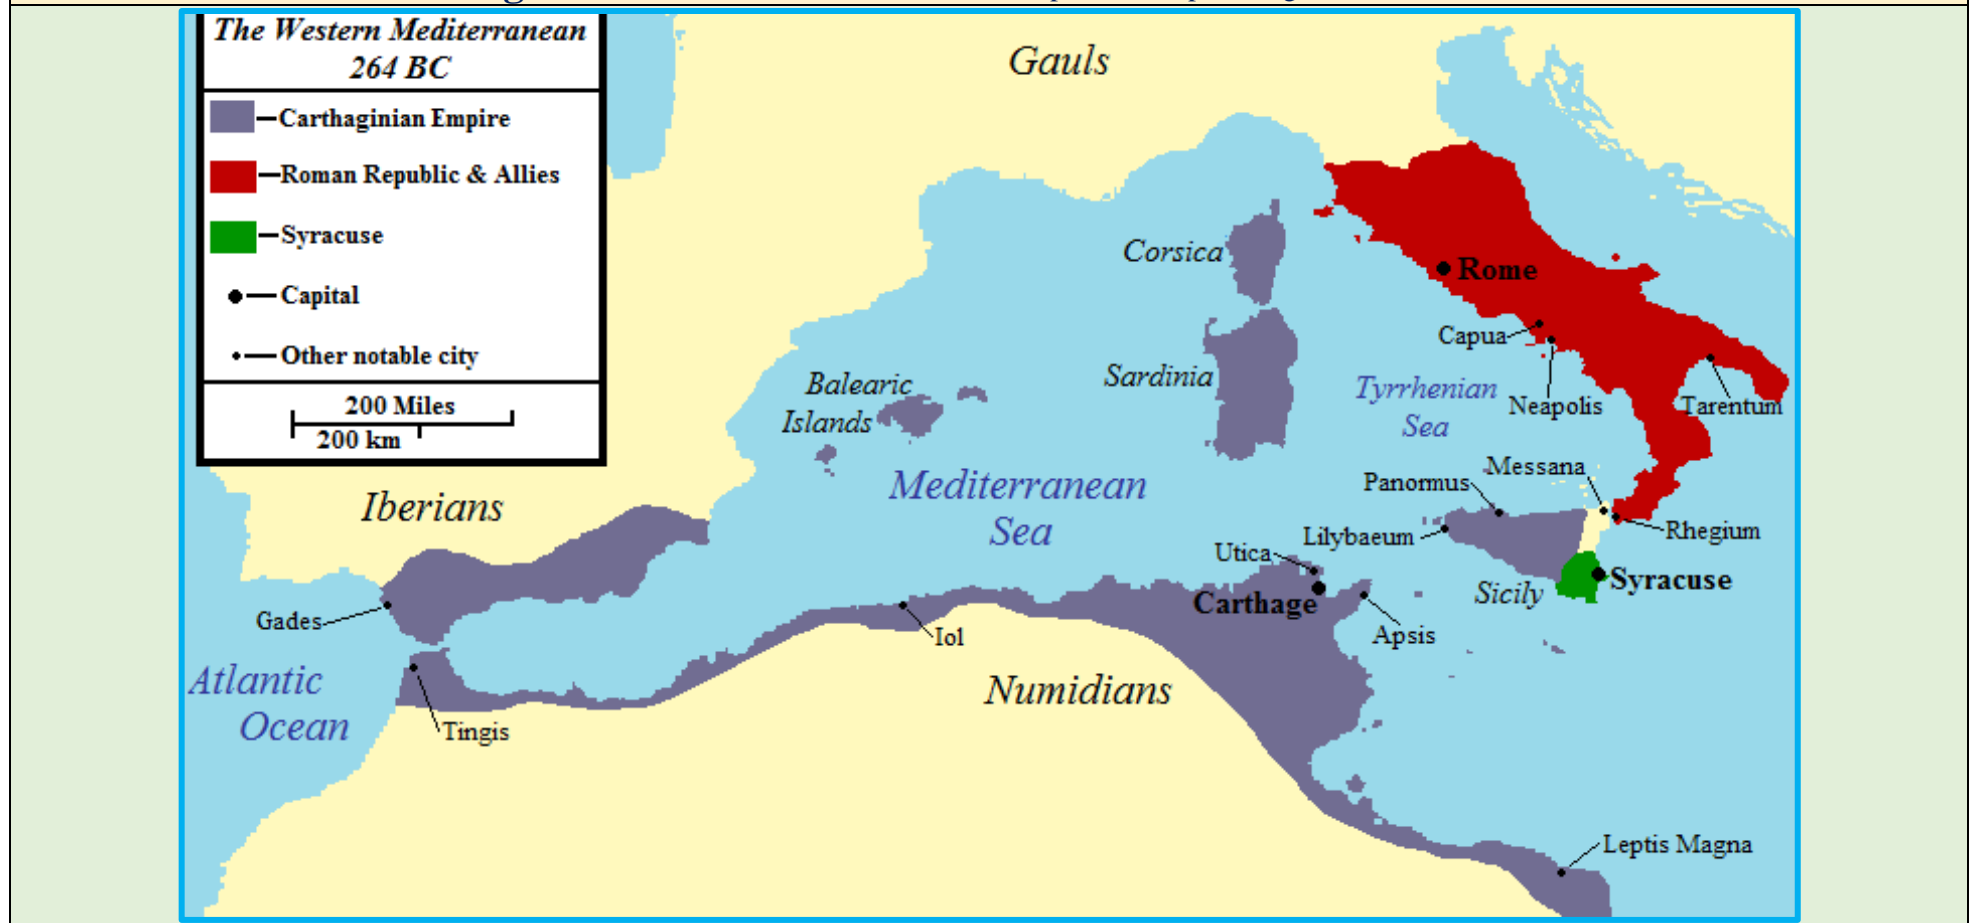 The Western Mediterranean
264 BC
Carthaginian Empire
Roman Republic & Allies
Syracuse
Capital
Other notable city
200 Miles
200 km
Gauls
Corsica
Rome
Capua
Sardinia
Balearic
Islands
Tyrrhenian
Sea
Neapolis
Tarentum
Messana
Panormus
Mediterranean
Sea
Iberians
Lilybaeum
Rhegium
Utica
Syracuse
Sicily
Carthage
Gades
Iol
Apsis
Atlantic
Ocean
Numidians
Tingis
Leptis Magna